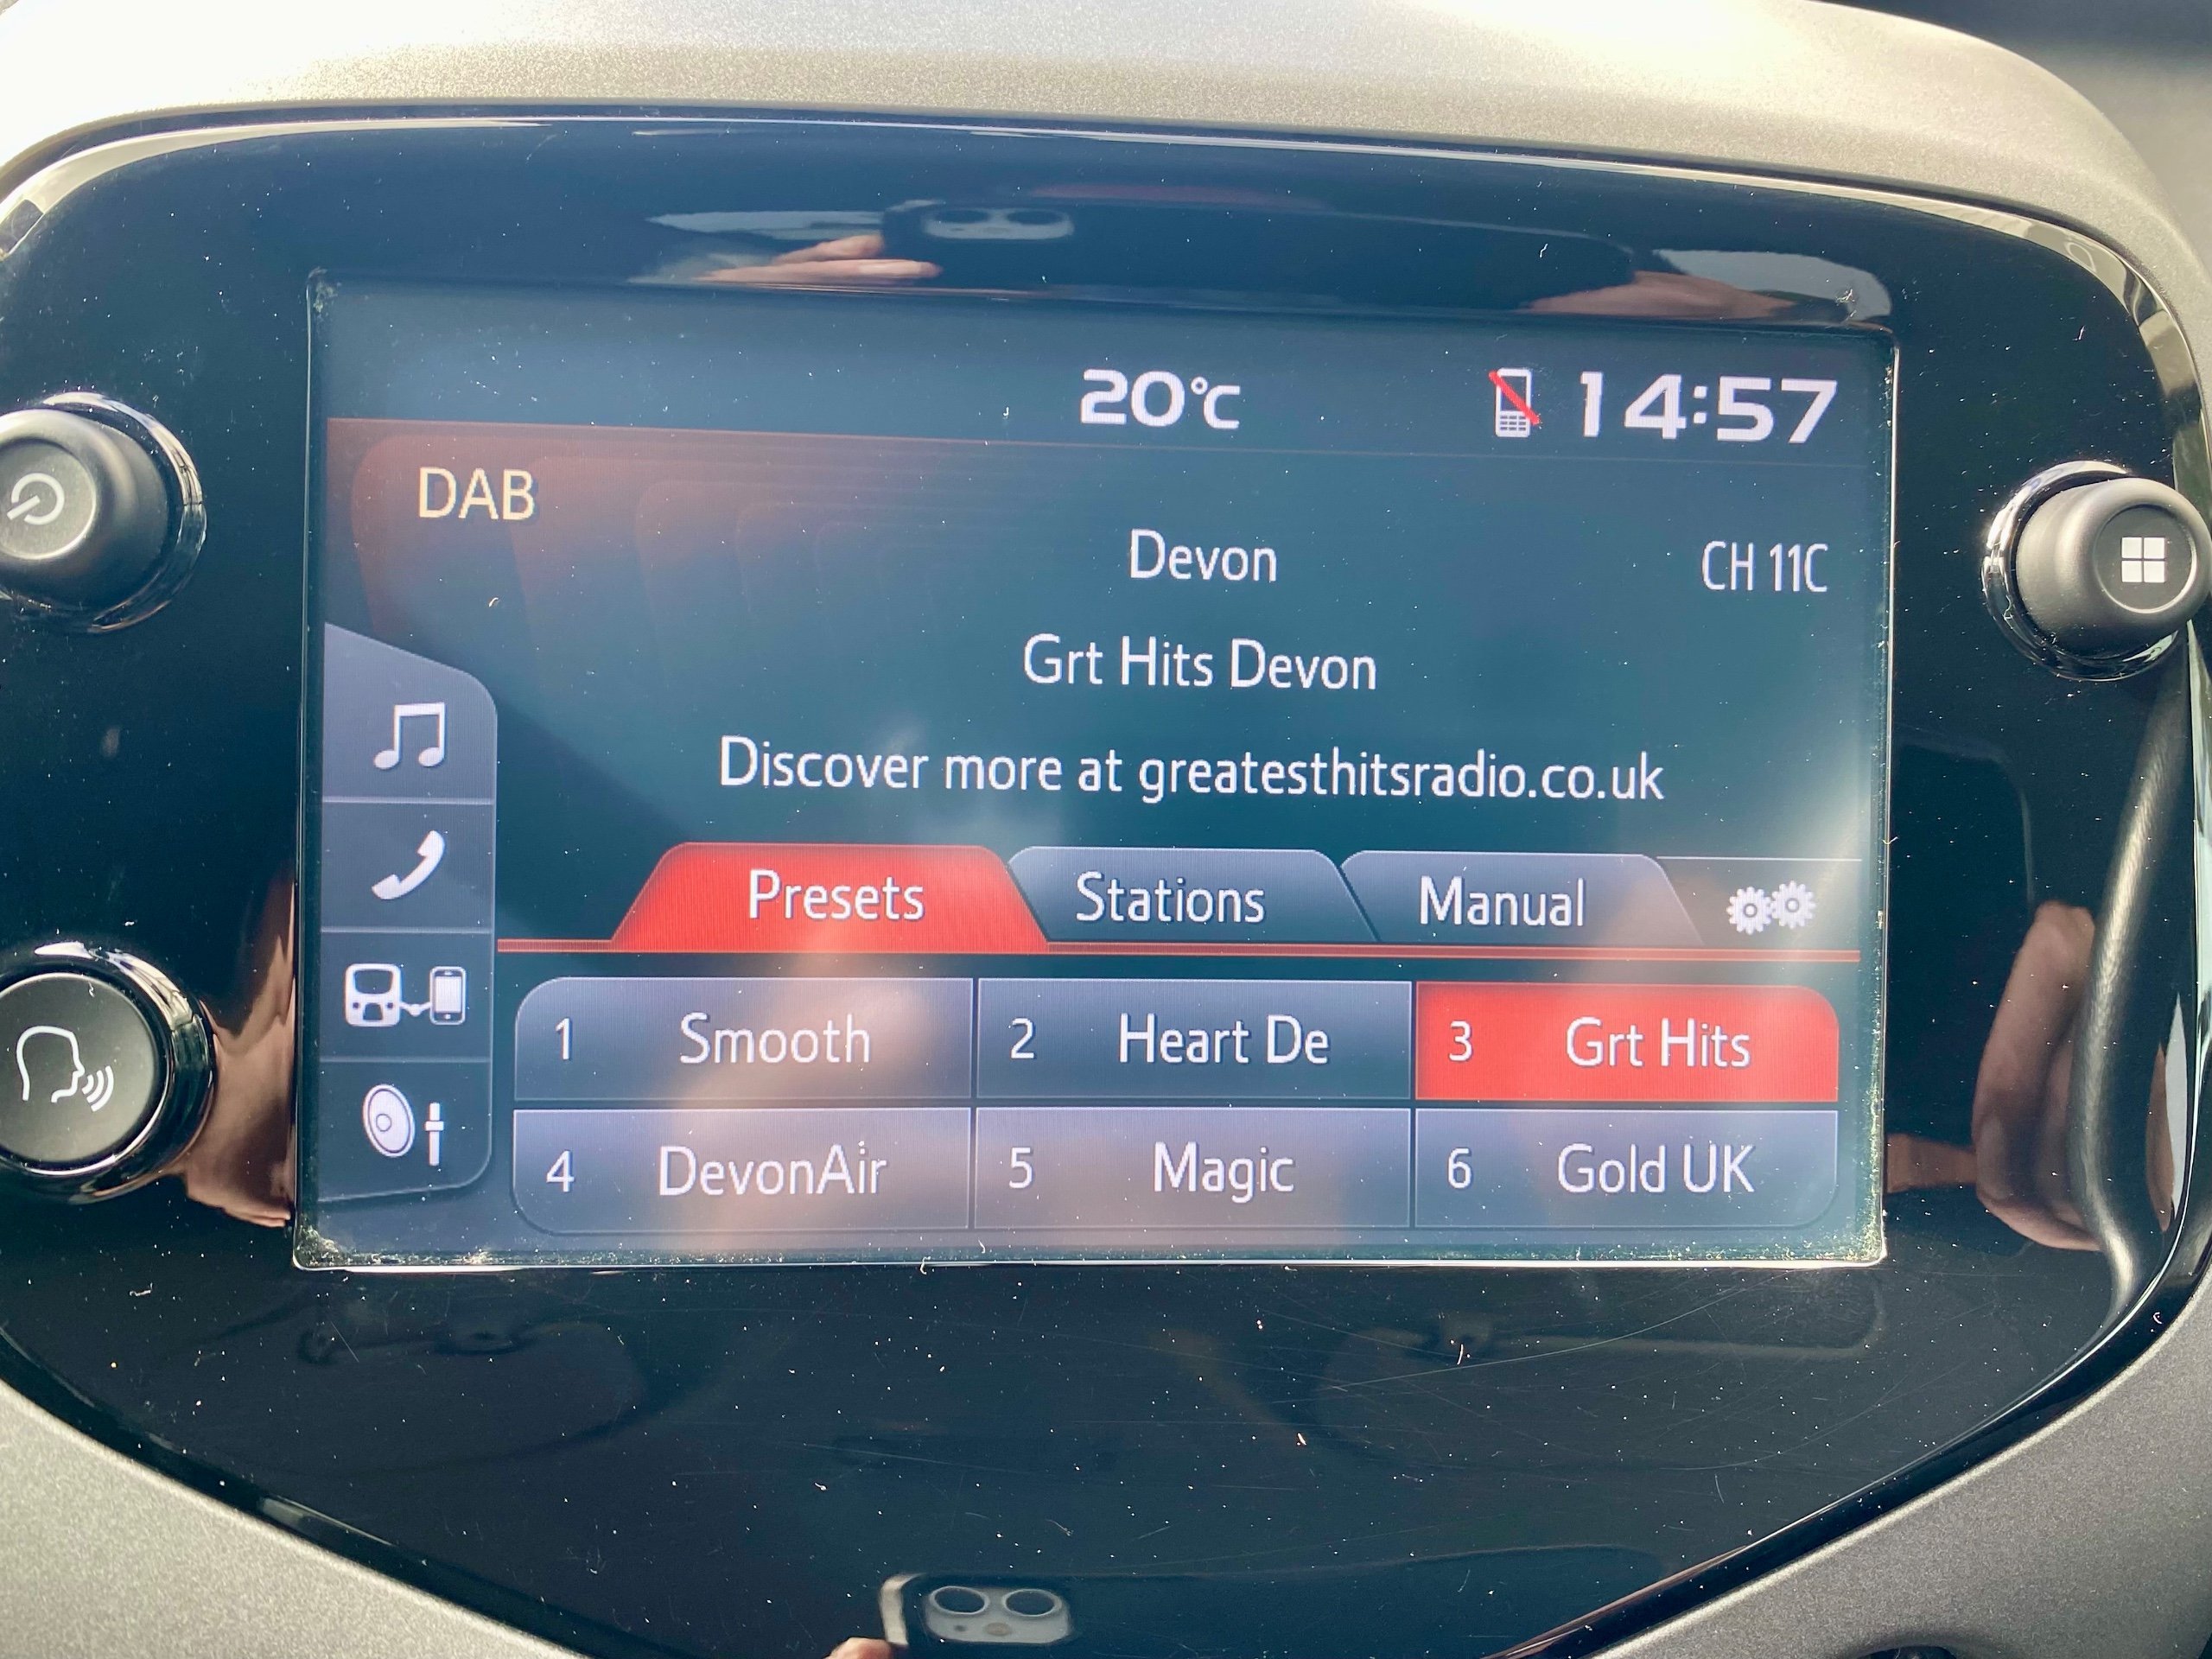 20°C 14:57
DAB
Devon CH 11C
Grt Hits Devon
Discover more at greatesthitsradio.co.uk
Presets Stations Manual
1 Smooth 2 Heart De 3 Grt Hits
4 DevonAir 5 Magic 6 Gold UK